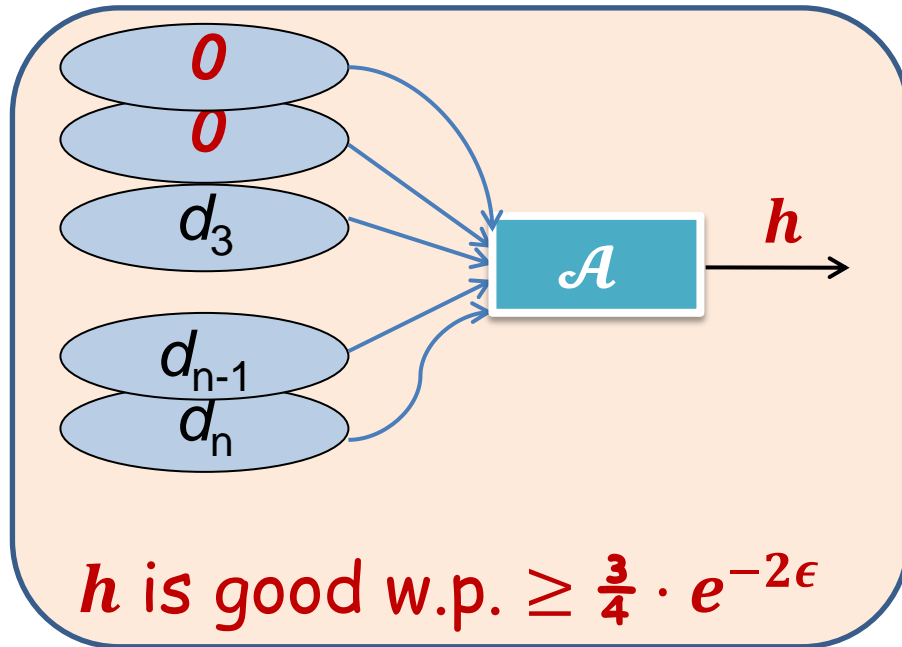 0
0
d₃
𝒜
h
dₙ₋₁
dₙ
h is good w.p. ≥ ¾ · e^{−2ϵ}